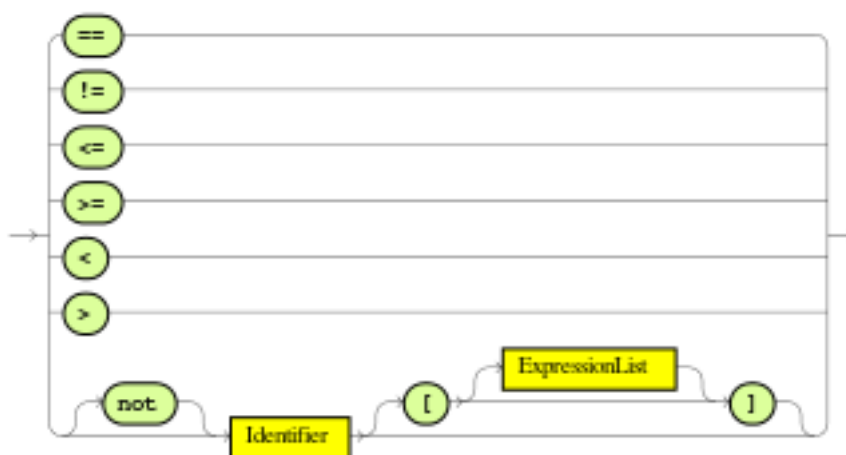 ==
!=
<=
>=
<
>
ExpressionList
not [ ]
Identifier